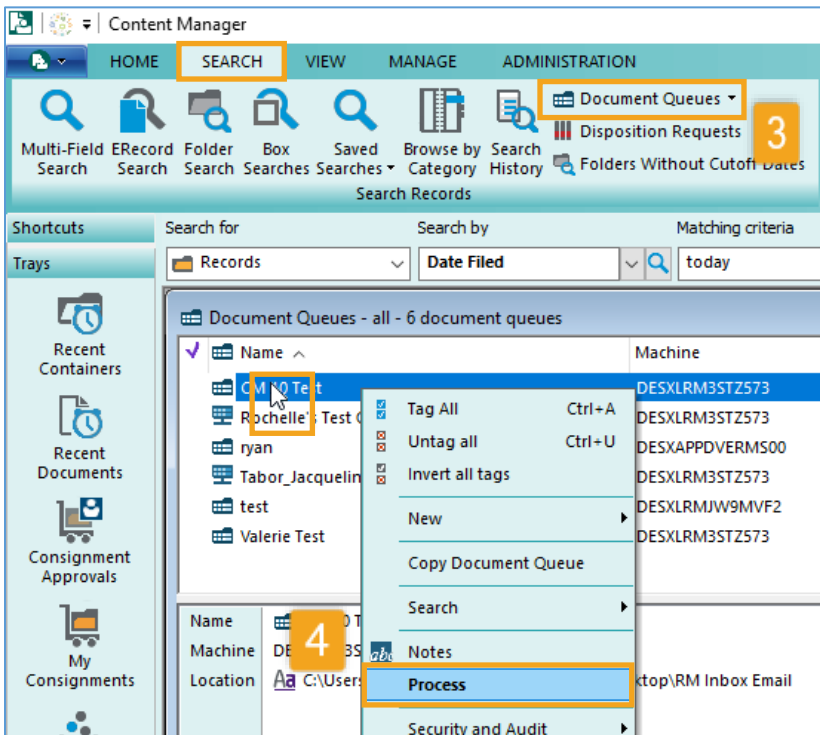 Content Manager
HOME SEARCH VIEW MANAGE ADMINISTRATION
Multi-Field Search
ERecord Search
Folder Search
Box Searches
Saved Searches
Browse by Category
Search History
Document Queues
Disposition Requests
Folders Without Cutoff Dates
3
Search Records
Shortcuts
Search for Search by Matching criteria
Trays
Records Date Filed today
Recent
Containers
Recent
Documents
Consignment
Approvals
My
Consignments
Document Queues - all - 6 document queues
Name Machine
CM 10 Test DESXLRM3STZ573
Rochelle's Test DESXLRM3STZ573
ryan DESXAPPDVERMS00
Tabor_Jacquelin DESXLRM3STZ573
test DESXLRMJW9MVF2
Valerie Test DESXLRM3STZ573
Tag All Ctrl+A
Untag all Ctrl+U
Invert all tags
New
Copy Document Queue
Search
abc Notes
Process
Security and Audit
4
Name
Machine
Location Aa C:\Users ktop\RM Inbox Email